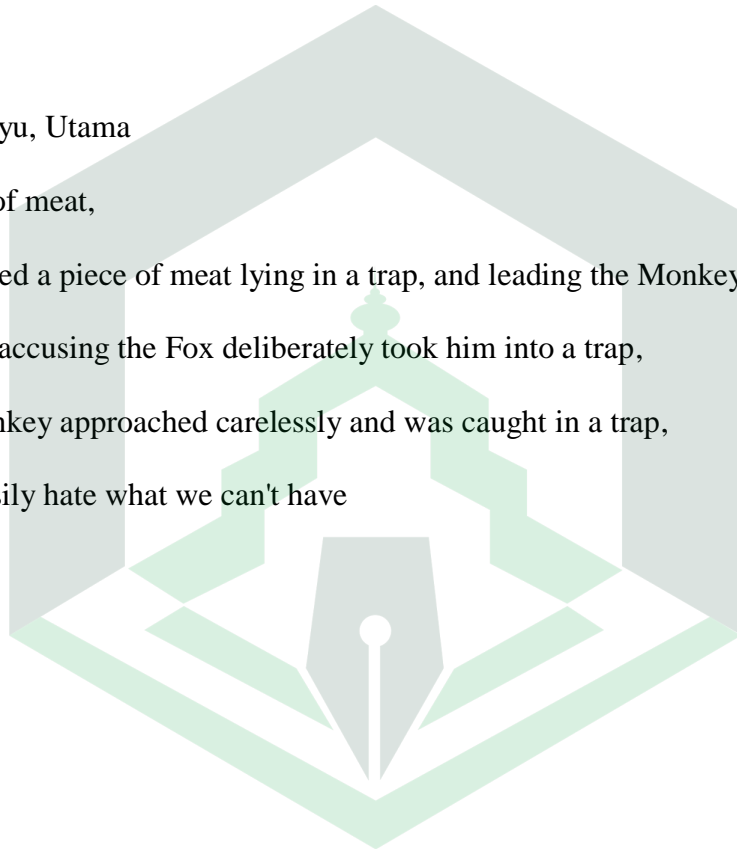 yu, Utama
of meat,
ed a piece of meat lying in a trap, and leading the Monkey
accusing the Fox deliberately took him into a trap,
nkey approached carelessly and was caught in a trap,
sily hate what we can't have